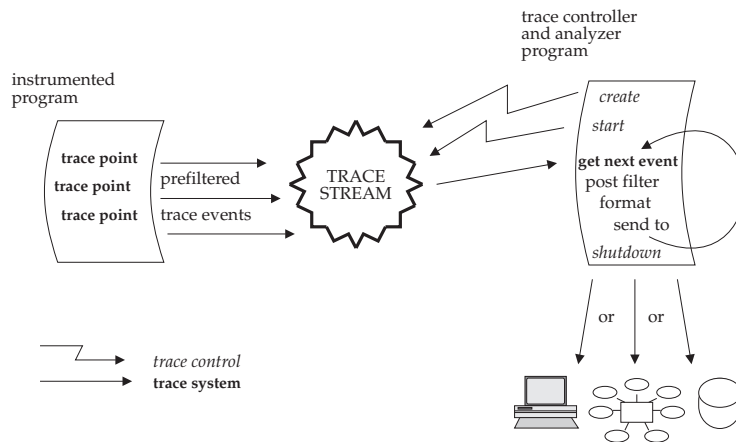 trace controller
and analyzer
program
instrumented
program
create
start
trace point
trace point
trace point
prefiltered
trace events
TRACE
STREAM
get next event
post filter
format
send to
shutdown
or
or
trace control
trace system